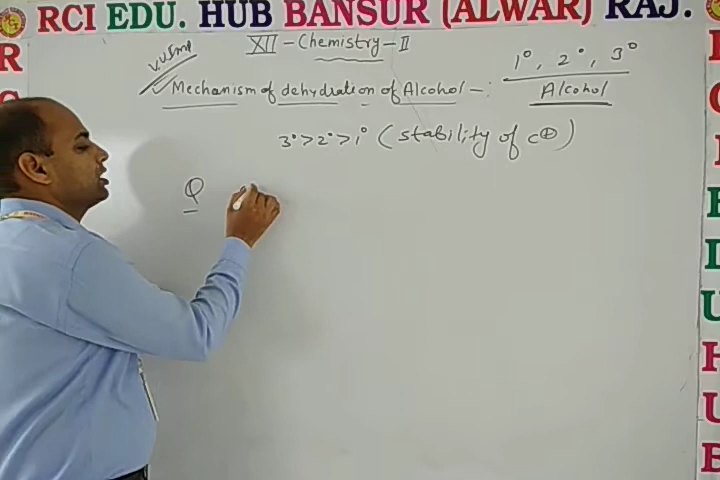 RCI EDU. HUB BANSUR (ALWAR) RAJ.
XII - Chemistry - II
V.V.Smp
Mechanism of dehydration of Alcohol -:
1°, 2°, 3°
Alcohol
3° > 2° > 1° (stability of C⊕)
Q
R
E
D
U
H
U
B